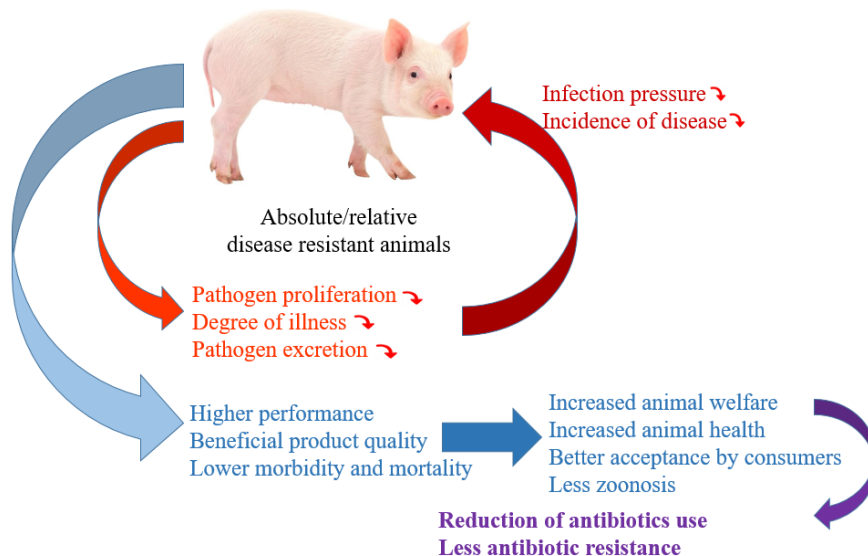 Infection pressure
Incidence of disease
Absolute/relative
disease resistant animals
Pathogen proliferation
Degree of illness
Pathogen excretion
Higher performance
Beneficial product quality
Lower morbidity and mortality
Increased animal welfare
Increased animal health
Better acceptance by consumers
Less zoonosis
Reduction of antibiotics use
Less antibiotic resistance